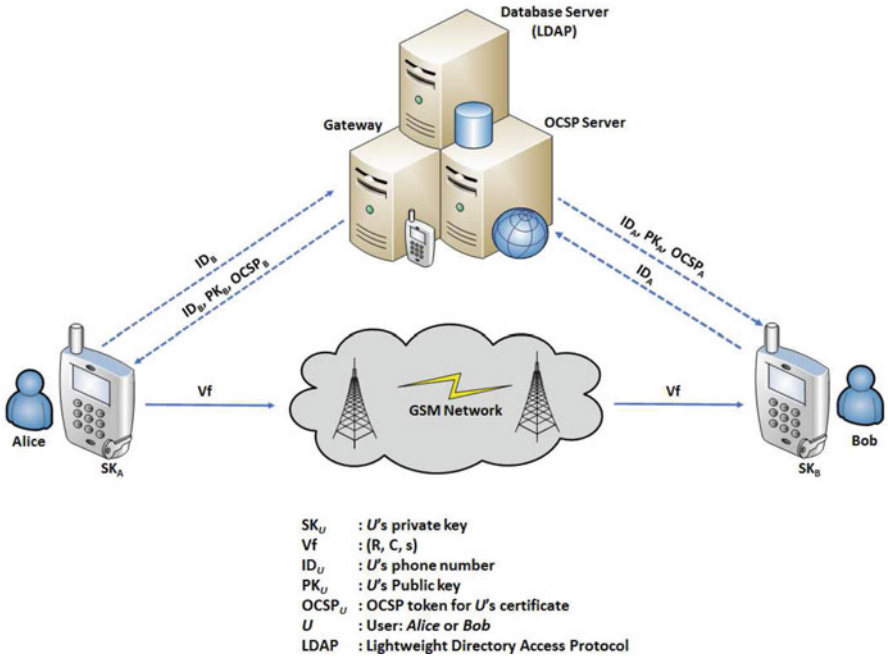 Database Server
(LDAP)
Gateway
OCSP Server
ID_B
ID_B, PK_B, OCSP_B
ID_A, PK_A, OCSP_A
ID_A
Vf
GSM Network
Vf
Alice
SK_A
SK_B
Bob
SK_U : U's private key
Vf : (R, C, s)
ID_U : U's phone number
PK_U : U's Public key
OCSP_U : OCSP token for U's certificate
U : User: Alice or Bob
LDAP : Lightweight Directory Access Protocol